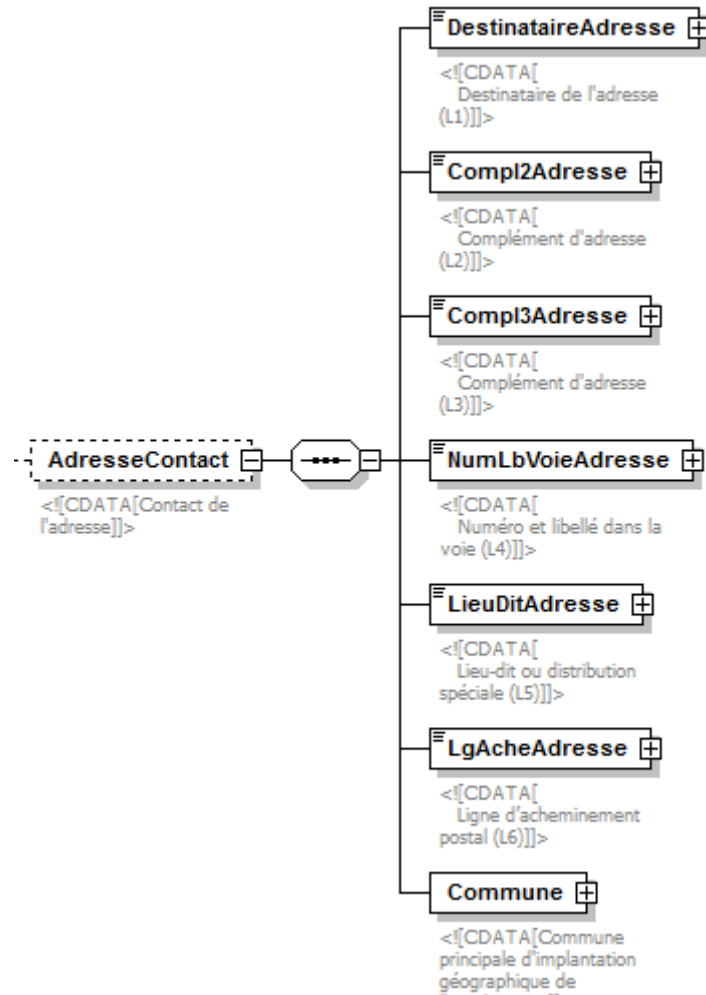 DestinataireAdresse
<![CDATA[
Destinataire de l'adresse
(L1)]]>
Compl2Adresse
<![CDATA[
Complément d'adresse
(L2)]]>
Compl3Adresse
<![CDATA[
Complément d'adresse
(L3)]]>
AdresseContact
<![CDATA[Contact de
l'adresse]]>
NumLbVoieAdresse
<![CDATA[
Numéro et libellé dans la
voie (L4)]]>
LieuDitAdresse
<![CDATA[
Lieu-dit ou distribution
spéciale (L5)]]>
LgAcheAdresse
<![CDATA[
Ligne d'acheminement
postal (L6)]]>
Commune
<![CDATA[Commune
principale d'implantation
géographique de